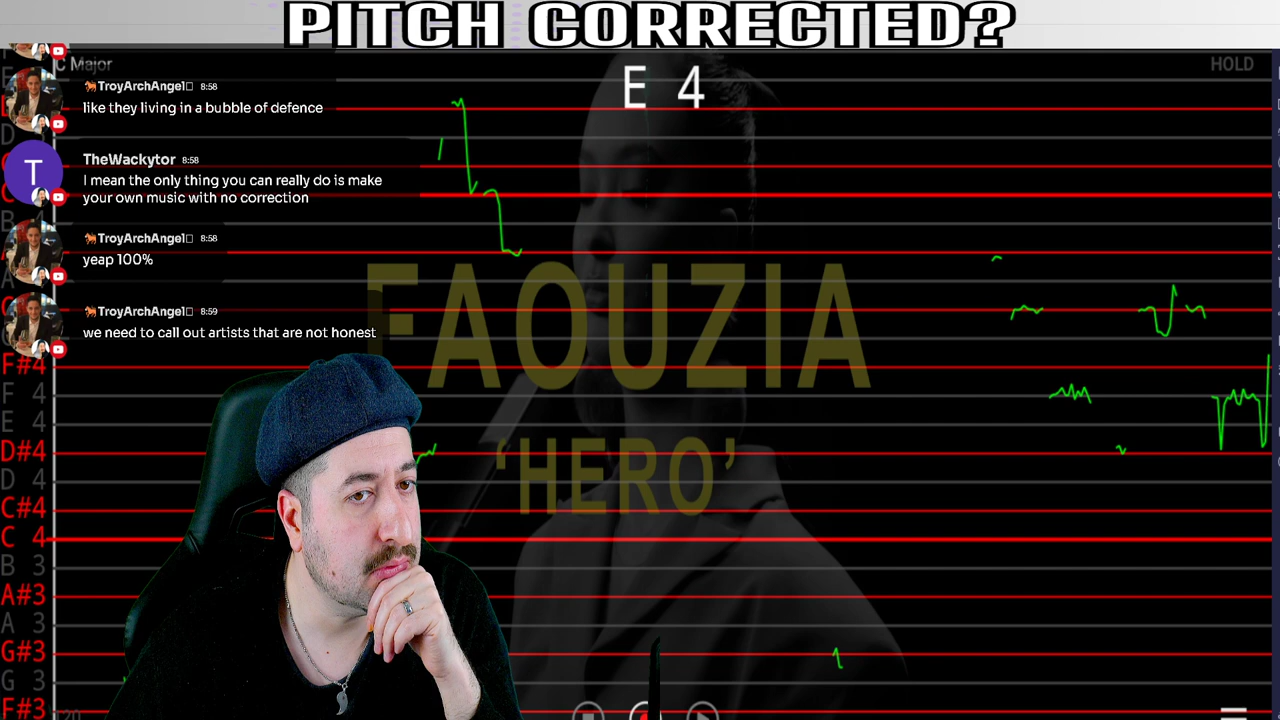 PITCH CORRECTED?
C Major
E 4
HOLD
TroyArchAngel 8:58
like they living in a bubble of defence
T
TheWackytor 8:58
I mean the only thing you can really do is make
your own music with no correction
TroyArchAngel 8:58
yeap 100%
TroyArchAngel 8:59
we need to call out artists that are not honest
FAOUZIA
'HERO'
F#4
F 4
E 4
D#4
D 4
C#4
C 4
B 3
A#3
A 3
G#3
G 3
F#3